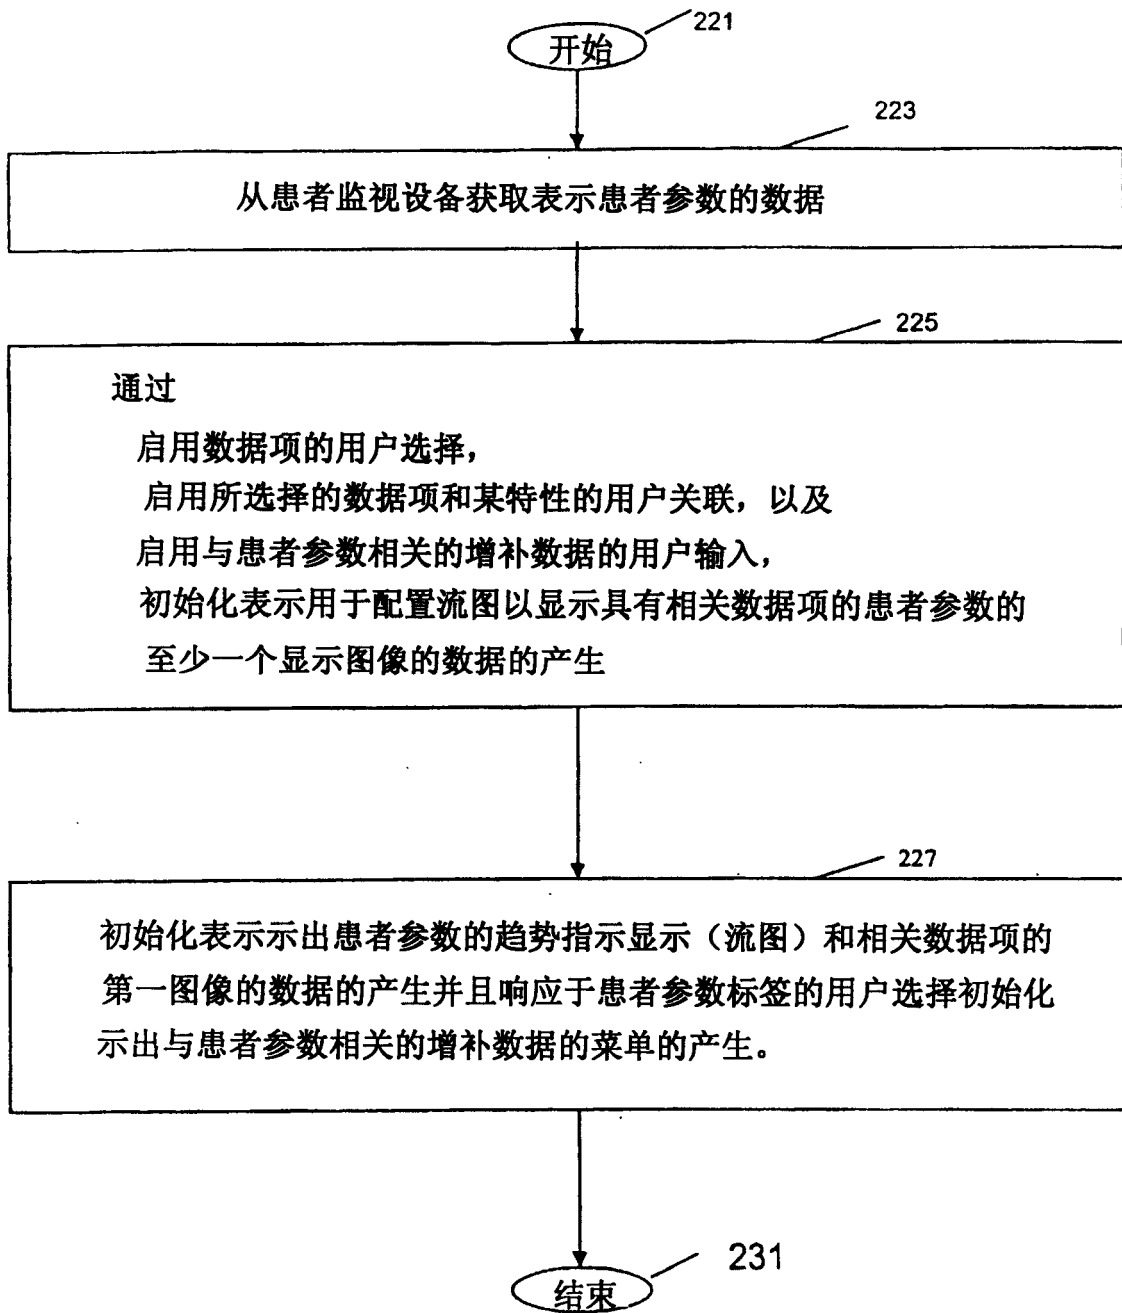 221
开始
223
从患者监视设备获取表示患者参数的数据
225
通过
启用数据项的用户选择，
启用所选择的数据项和某特性的用户关联，以及
启用与患者参数相关的增补数据的用户输入，
初始化表示用于配置流图以显示具有相关数据项的患者参数的
至少一个显示图像的数据的产生
227
初始化表示示出患者参数的趋势指示显示（流图）和相关数据项的
第一图像的数据的产生并且响应于患者参数标签的用户选择初始化
示出与患者参数相关的增补数据的菜单的产生。
231
结束